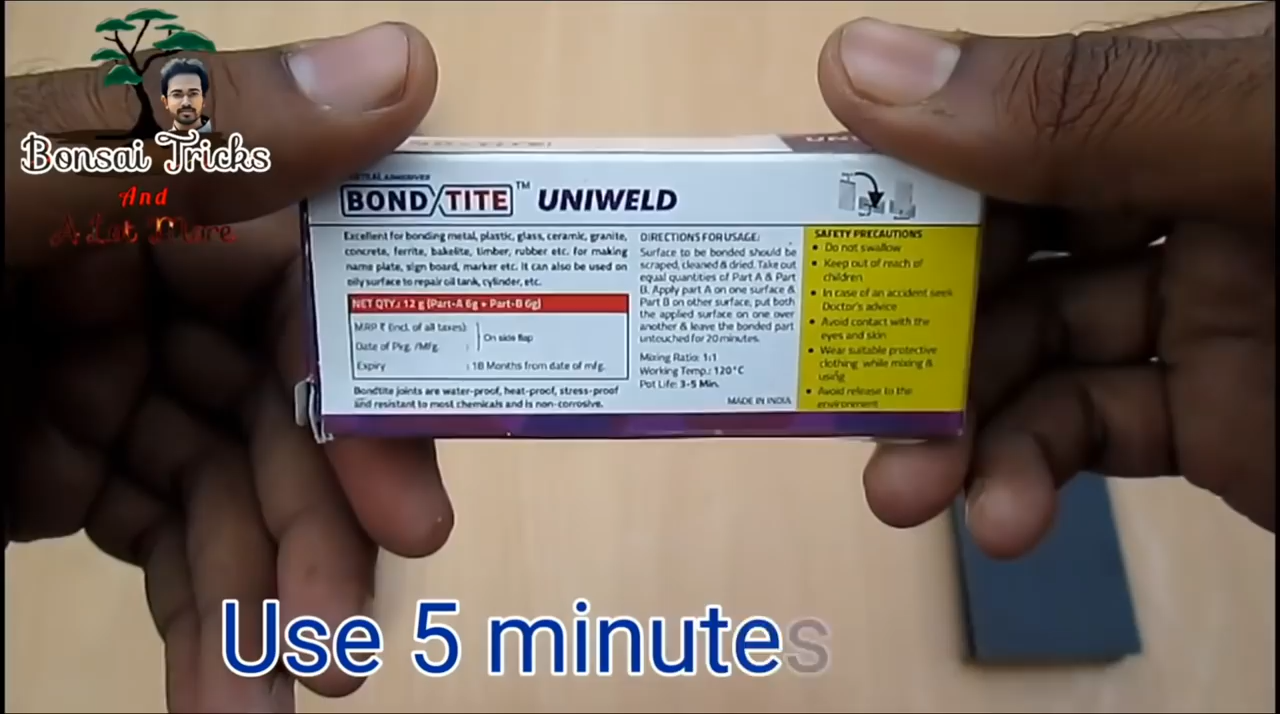 Bonsai Tricks
And
A Lot More
ASTRAL ADHESIVES
BOND/TITE™ UNIWELD
Excellent for bonding metal, plastic, glass, ceramic, granite,
concrete, ferrite, bakelite, timber, rubber etc. for making
name plate, sign board, marker etc. It can also be used on
oily surface to repair oil tank, cylinder, etc.
NET QTY.: 12 g (Part-A 6g + Part-B 6g)
MRP ₹ (incl. of all taxes)
On side flap
Date of Pkg. /Mfg. :
Expiry : 18 Months from date of mfg.
Bondtite joints are water-proof, heat-proof, stress-proof
and resistant to most chemicals and is non-corrosive.
DIRECTIONS FOR USAGE:
Surface to be bonded should be
scraped, cleaned & dried. Take out
equal quantities of Part A & Part
B. Apply part A on one surface &
Part B on other surface, put both
the applied surface on one over
another & leave the bonded part
untouched for 20 minutes.
Mixing Ratio: 1:1
Working Temp.: 120°C
Pot Life: 3-5 Min.
MADE IN INDIA
SAFETY PRECAUTIONS
• Do not swallow
• Keep out of reach of
children
• In case of an accident seek
Doctor's advice
• Avoid contact with the
eyes and skin
• Wear suitable protective
clothing while mixing &
using
• Avoid release to the
environment
Use 5 minutes